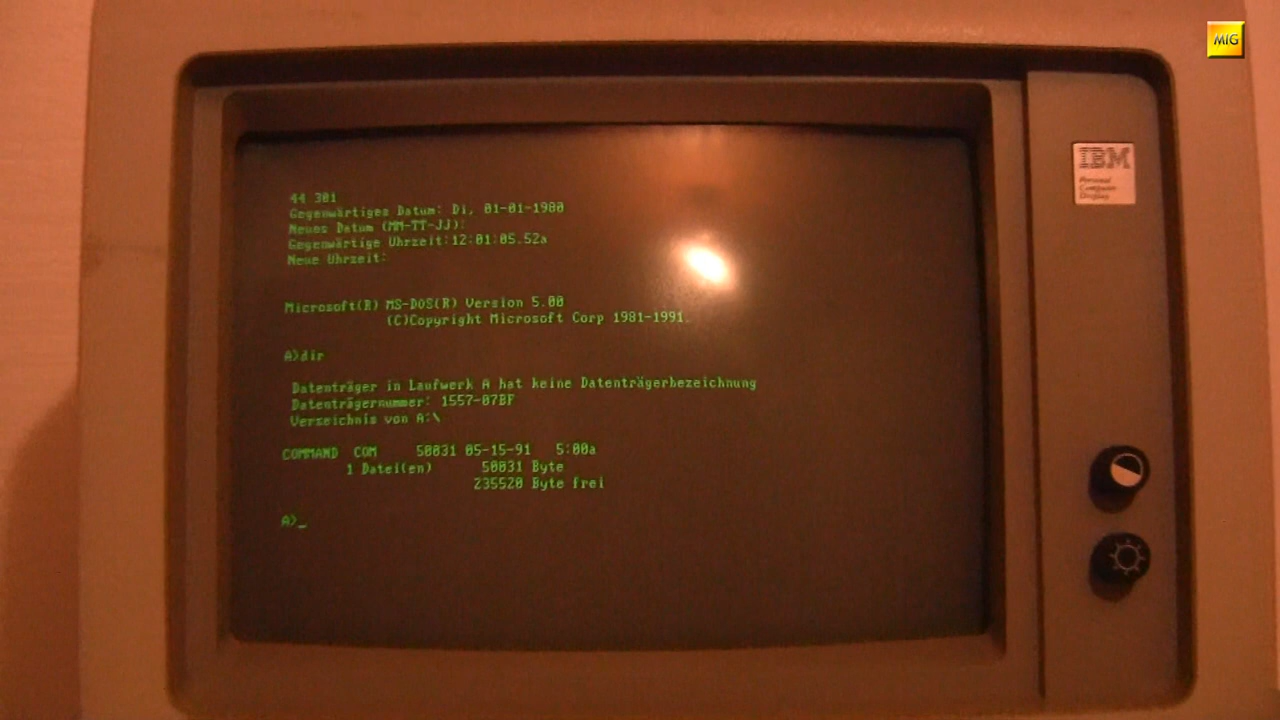 MIG
44 301
Gegenwärtiges Datum: Di, 01-01-1980
Neues Datum (MM-TT-JJ):
Gegenwärtige Uhrzeit:12:01:05.52a
Neue Uhrzeit:
Microsoft(R) MS-DOS(R) Version 5.00
(C)Copyright Microsoft Corp 1981-1991.
A>dir
Datenträger in Laufwerk A hat keine Datenträgerbezeichnung
Datenträgernummer: 1557-07BF
Verzeichnis von A:\
COMMAND COM 50031 05-15-91 5:00a
1 Datei(en) 50031 Byte
235520 Byte frei
A>_
IBM
Personal
Computer
Display